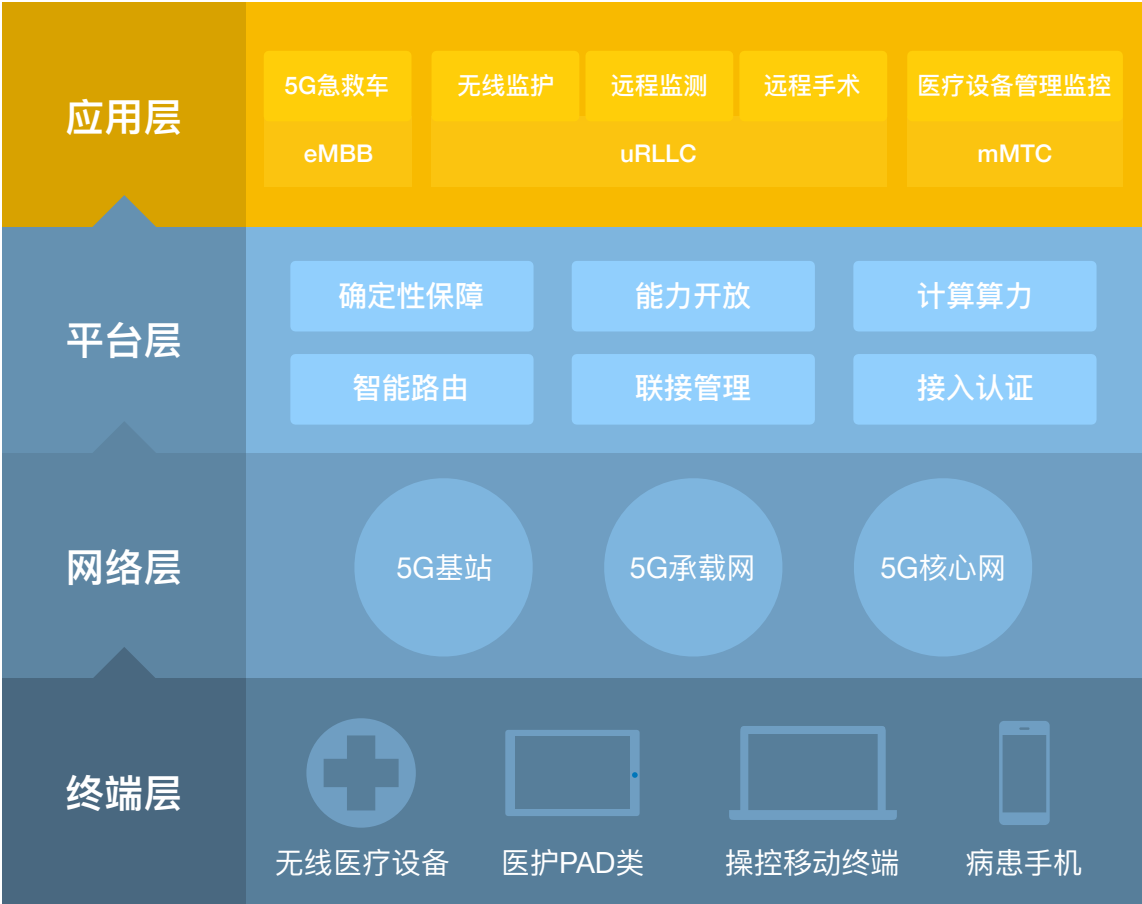 应用层
5G急救车
无线监护
远程监测
远程手术
医疗设备管理监控
eMBB
uRLLC
mMTC
平台层
确定性保障
能力开放
计算算力
智能路由
联接管理
接入认证
网络层
5G基站
5G承载网
5G核心网
终端层
无线医疗设备
医护PAD类
操控移动终端
病患手机